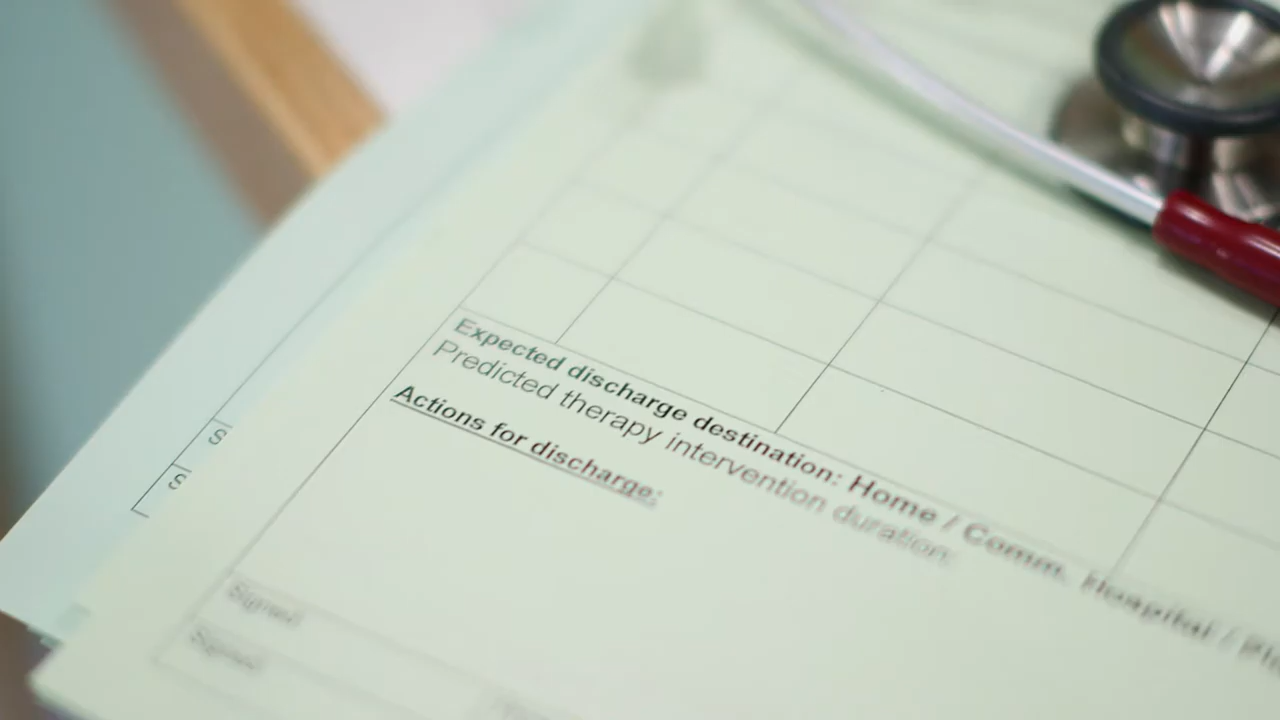 Expected discharge destination: Home / Comm. Hospital /
Predicted therapy intervention duration:
Actions for discharge:
Signed
Signed
S
S